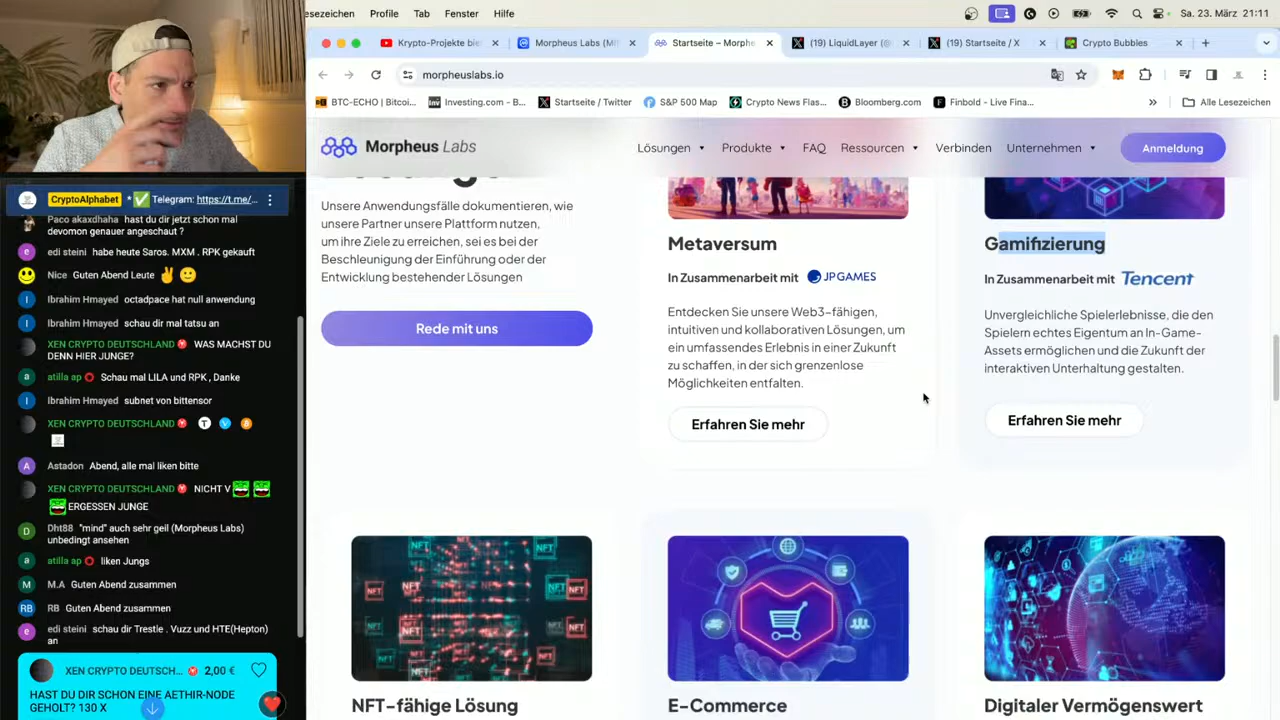 esezeichen Profile Tab Fenster Hilfe Sa. 23. März 21:11
Krypto-Projekte bie
Morpheus Labs (MI
Startseite – Morphe
(19) LiquidLayer (@
(19) Startseite / X
Crypto Bubbles
morpheuslabs.io
BTC-ECHO | Bitcoi...
Investing.com - B...
Startseite / Twitter
S&P 500 Map
Crypto News Flas...
Bloomberg.com
Finbold - Live Fina...
Alle Lesezeichen
Morpheus Labs
Lösungen Produkte FAQ Ressourcen Verbinden Unternehmen Anmeldung
Unsere Anwendungsfälle dokumentieren, wie
unsere Partner unsere Plattform nutzen,
um ihre Ziele zu erreichen, sei es bei der
Beschleunigung der Einführung oder der
Entwicklung bestehender Lösungen
Rede mit uns
Metaversum
In Zusammenarbeit mit JPGAMES
Entdecken Sie unsere Web3-fähigen,
intuitiven und kollaborativen Lösungen, um
ein umfassendes Erlebnis in einer Zukunft
zu schaffen, in der sich grenzenlose
Möglichkeiten entfalten.
Erfahren Sie mehr
Gamifizierung
In Zusammenarbeit mit Tencent
Unvergleichliche Spielerlebnisse, die den
Spielern echtes Eigentum an In-Game-
Assets ermöglichen und die Zukunft der
interaktiven Unterhaltung gestalten.
Erfahren Sie mehr
NFT-fähige Lösung
E-Commerce
Digitaler Vermögenswert
CryptoAlphabet * ✅ Telegram: https://t.me/...
Paco akaxdhaha hast du dir jetzt schon mal
devomon genauer angeschaut ?
edi steini habe heute Saros. MXM . RPK gekauft
Nice Guten Abend Leute ✌🙂
Ibrahim Hmayed octadpace hat null anwendung
Ibrahim Hmayed schau dir mal tatsu an
XEN CRYPTO DEUTSCHLAND WAS MACHST DU
DENN HIER JUNGE?
atilla ap ⭕ Schau mal LILA und RPK , Danke
Ibrahim Hmayed subnet von bittensor
XEN CRYPTO DEUTSCHLAND
Astadon Abend, alle mal liken bitte
XEN CRYPTO DEUTSCHLAND NICHT V
ERGESSEN JUNGE
Dht88 "mind" auch sehr geil (Morpheus Labs)
unbedingt ansehen
atilla ap ⭕ liken Jungs
M.A Guten Abend zusammen
RB Guten Abend zusammen
edi steini schau dir Trestle . Vuzz und HTE(Hepton)
an
XEN CRYPTO DEUTSCH... 2,00 €
HAST DU DIR SCHON EINE AETHIR-NODE
GEHOLT? 130 X